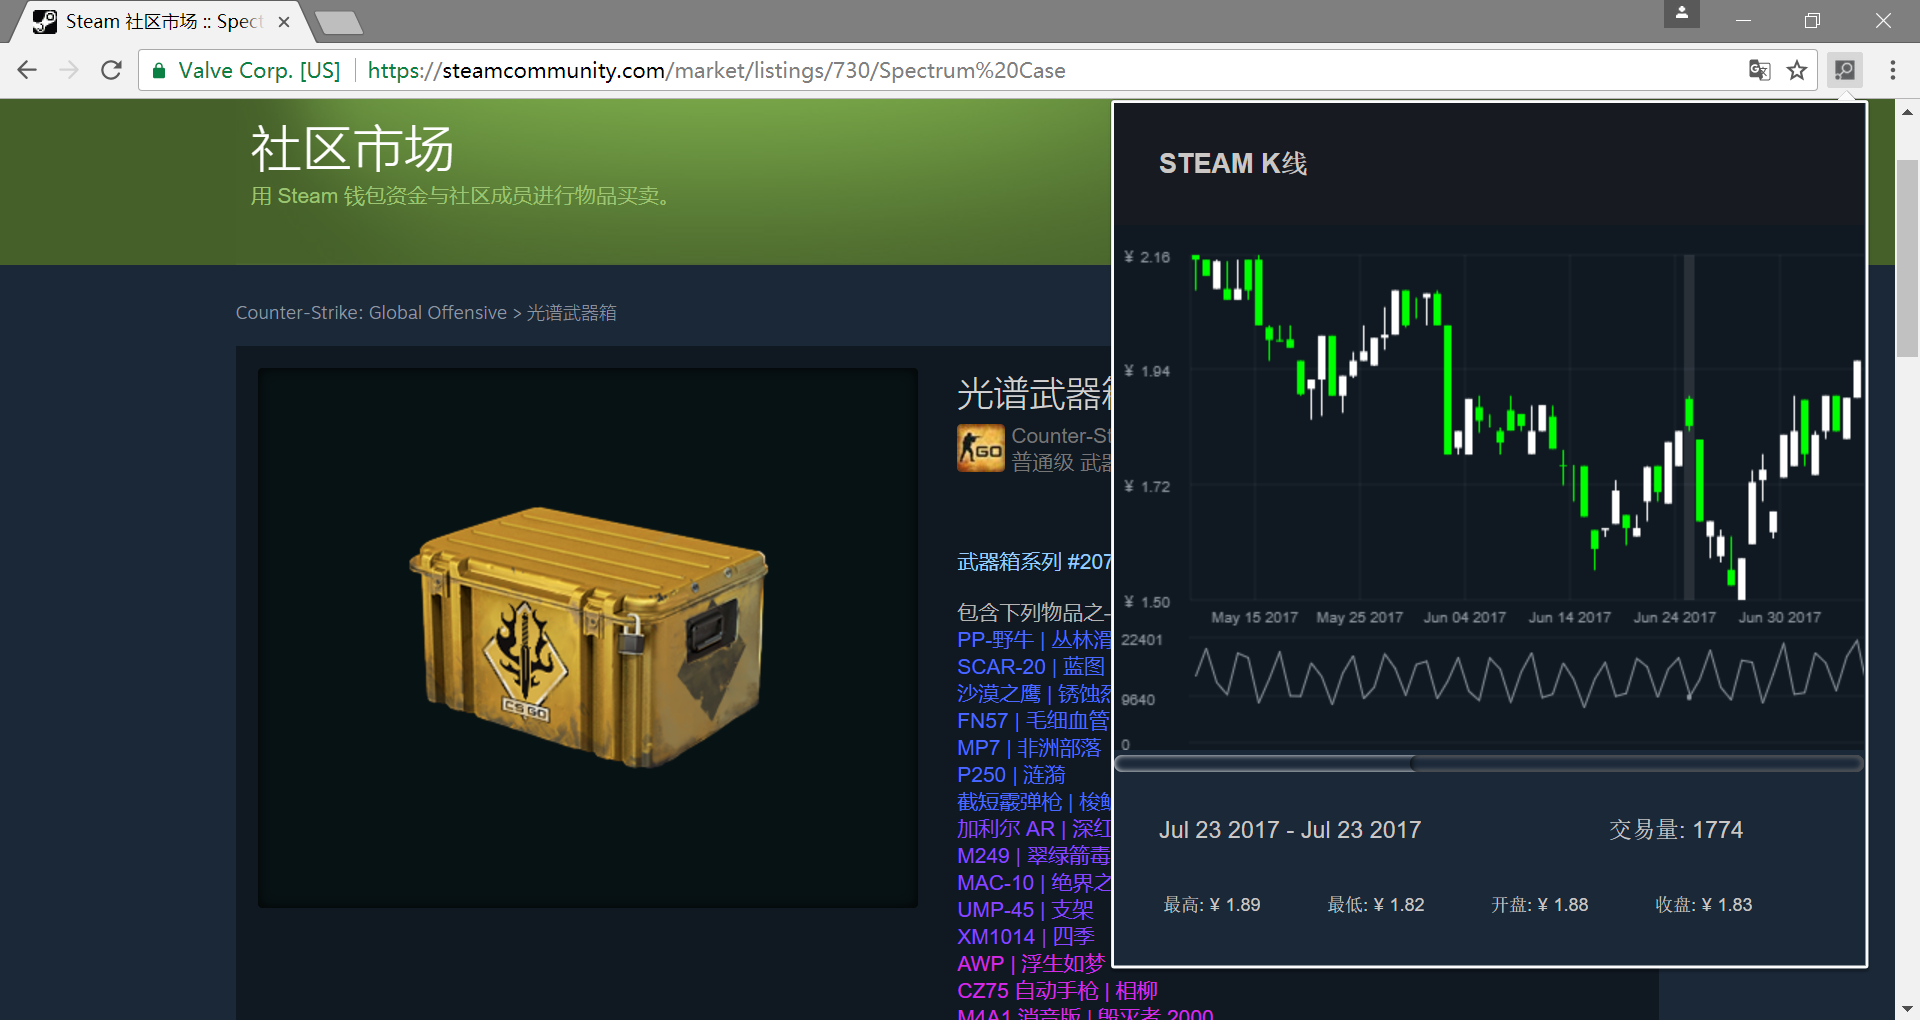 Steam 社区市场 :: Spect
Valve Corp. [US]
https://steamcommunity.com/market/listings/730/Spectrum%20Case
社区市场
用 Steam 钱包资金与社区成员进行物品买卖。
Counter-Strike: Global Offensive > 光谱武器箱
光谱武器箱
Counter-St
普通级 武器
CS GO
GO
武器箱系列 #207
包含下列物品之一
PP-野牛 | 丛林滑
SCAR-20 | 蓝图
沙漠之鹰 | 锈蚀烈
FN57 | 毛细血管
MP7 | 非洲部落
P250 | 涟漪
截短霰弹枪 | 梭鲈
加利尔 AR | 深红
M249 | 翠绿箭毒
MAC-10 | 绝界之
UMP-45 | 支架
XM1014 | 四季
AWP | 浮生如梦
CZ75 自动手枪 | 相柳
M4A1 消音版 | 毁灭者 2000
STEAM K线
¥ 2.16
¥ 1.94
¥ 1.72
¥ 1.50
May 15 2017 May 25 2017 Jun 04 2017 Jun 14 2017 Jun 24 2017 Jun 30 2017
22401
9640
0
Jul 23 2017 - Jul 23 2017 交易量: 1774
最高: ¥ 1.89 最低: ¥ 1.82 开盘: ¥ 1.88 收盘: ¥ 1.83